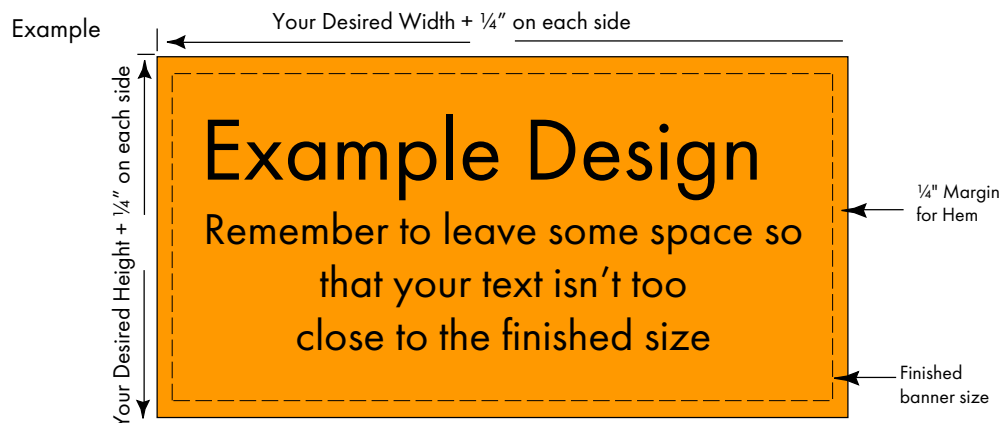 Example
Your Desired Width + ¼” on each side
Your Desired Height + ¼” on each side
Example Design
Remember to leave some space so
that your text isn’t too
close to the finished size
¼" Margin
for Hem
Finished
banner size